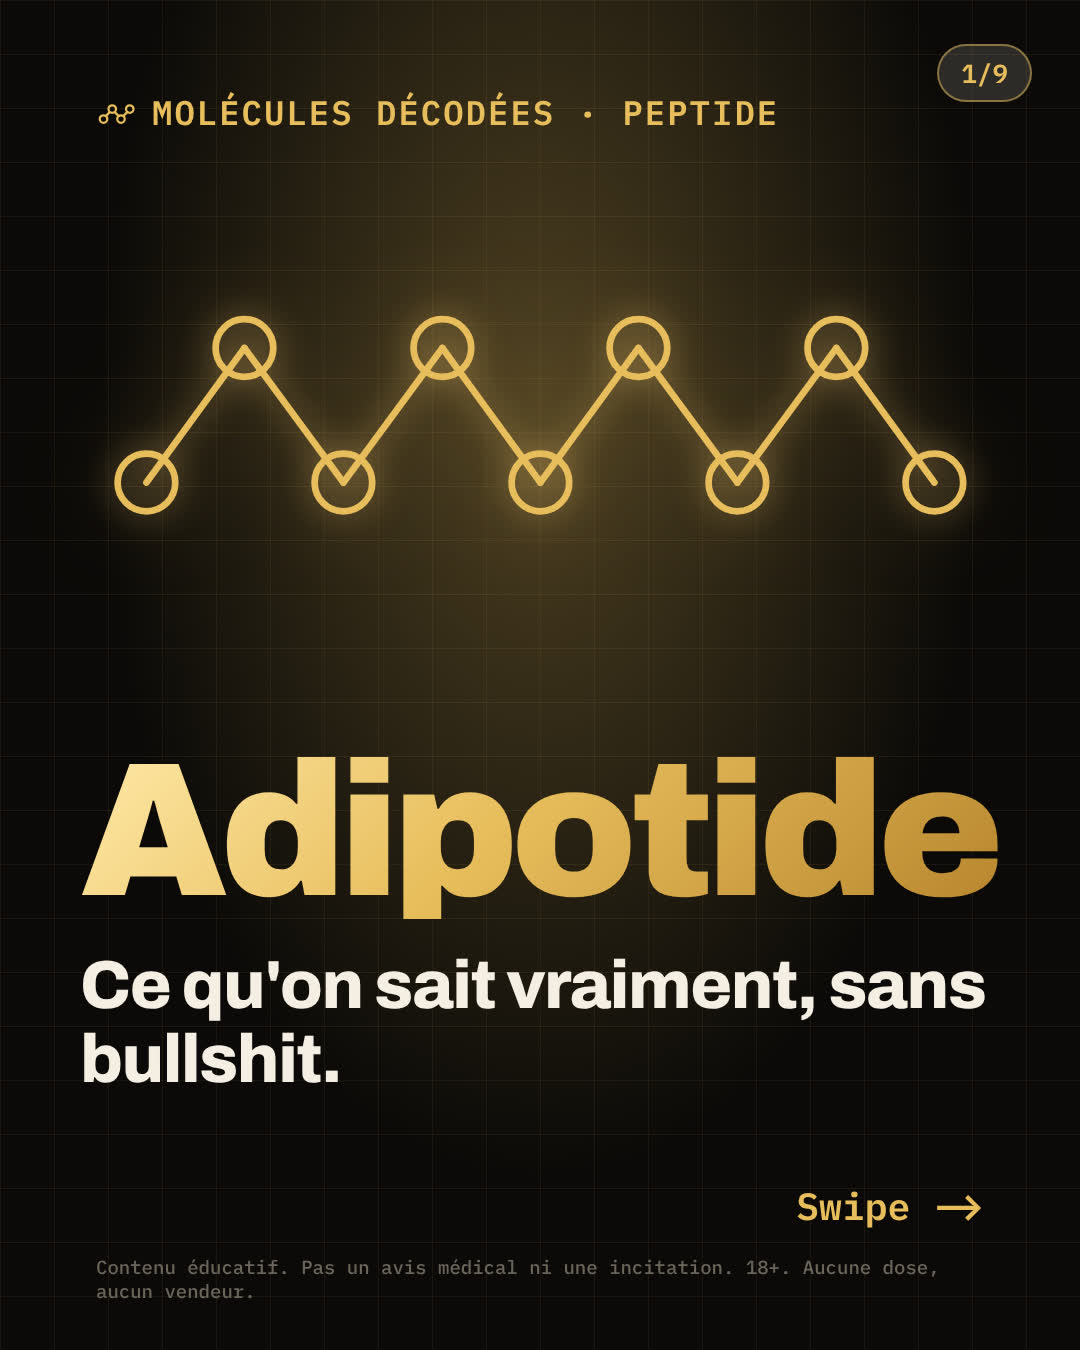 1/9
MOLÉCULES DÉCODÉES · PEPTIDE
Adipotide
Ce qu'on sait vraiment, sans
bullshit.
Swipe →
Contenu éducatif. Pas un avis médical ni une incitation. 18+. Aucune dose,
aucun vendeur.